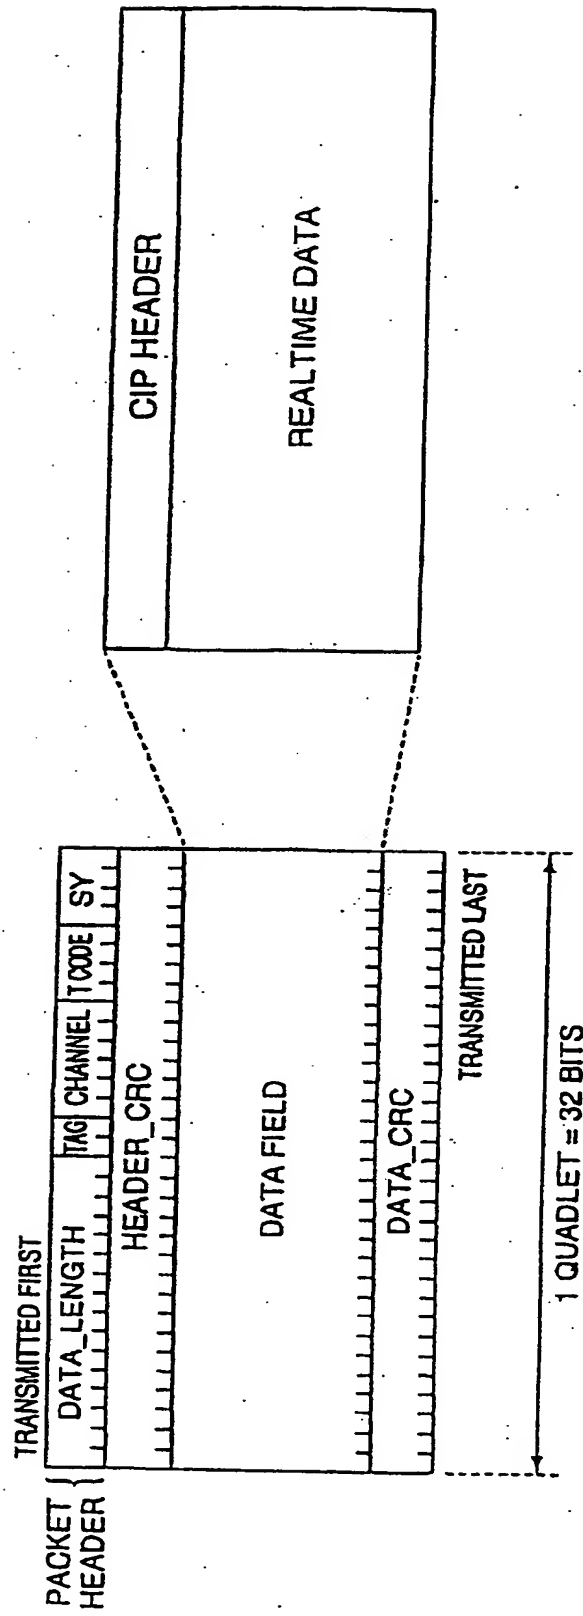 TRANSMITTED FIRST
PACKET
HEADER
DATA_LENGTH
TAG
CHANNEL
TCODE
SY
HEADER_CRC
DATA FIELD
DATA_CRC
TRANSMITTED LAST
1 QUADLET = 32 BITS
CIP HEADER
REALTIME DATA